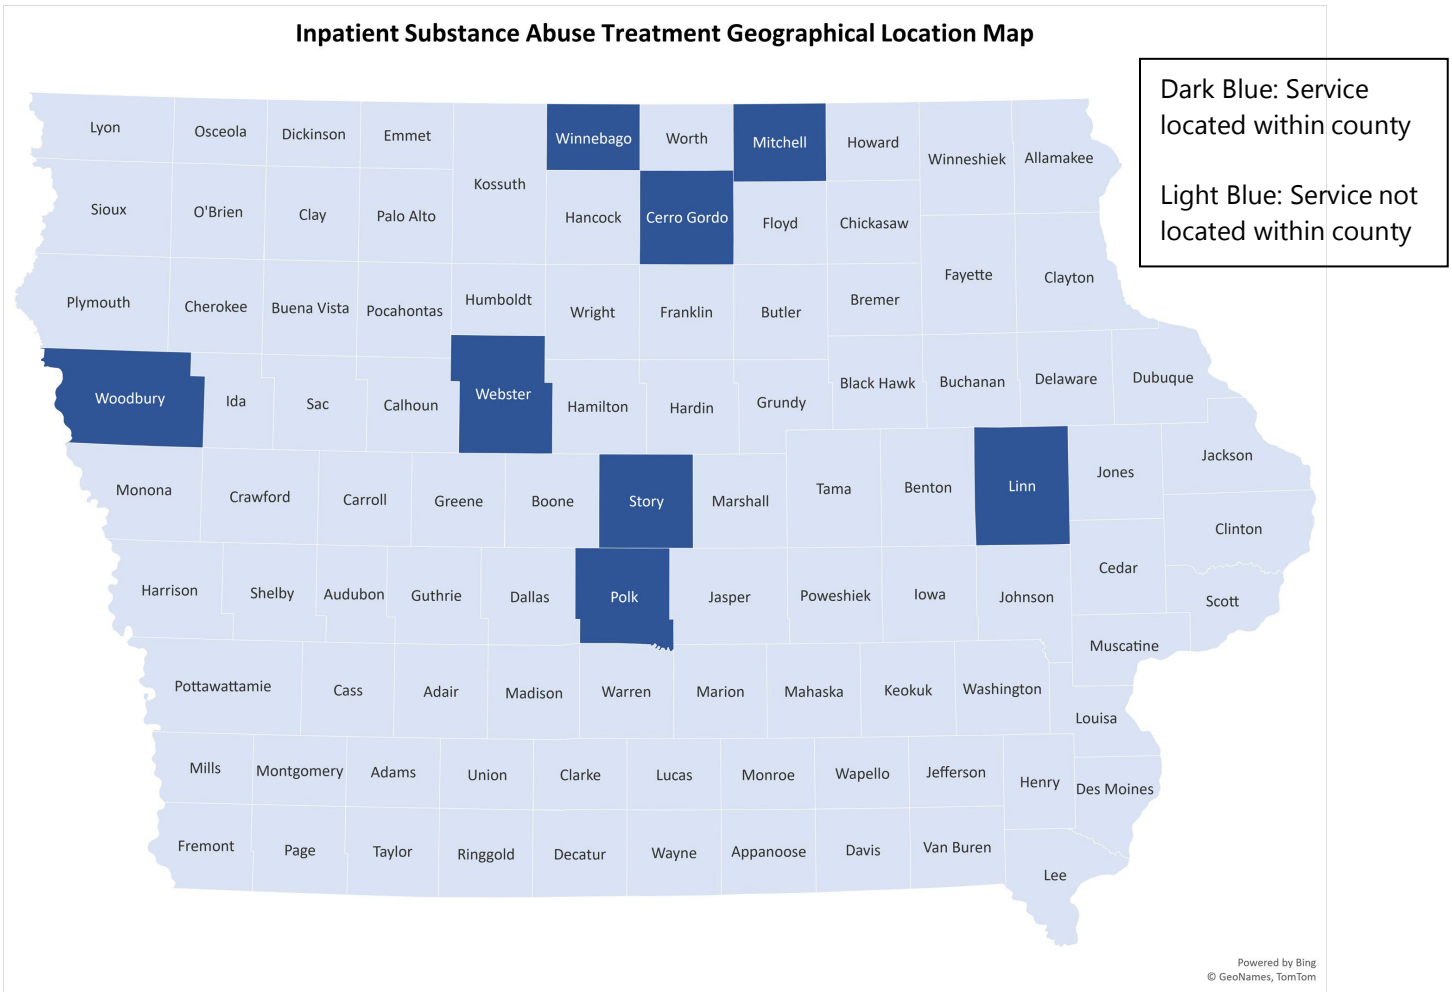 Inpatient Substance Abuse Treatment Geographical Location Map
Dark Blue: Service
located within county
Light Blue: Service not
located within county
Lyon
Osceola
Dickinson
Emmet
Kossuth
Winnebago
Worth
Mitchell
Howard
Winneshiek
Allamakee
Sioux
O'Brien
Clay
Palo Alto
Hancock
Cerro Gordo
Floyd
Chickasaw
Fayette
Clayton
Plymouth
Cherokee
Buena Vista
Pocahontas
Humboldt
Wright
Franklin
Butler
Bremer
Woodbury
Ida
Sac
Calhoun
Webster
Hamilton
Hardin
Grundy
Black Hawk
Buchanan
Delaware
Dubuque
Monona
Crawford
Carroll
Greene
Boone
Story
Marshall
Tama
Benton
Linn
Jones
Jackson
Clinton
Cedar
Harrison
Shelby
Audubon
Guthrie
Dallas
Polk
Jasper
Poweshiek
Iowa
Johnson
Scott
Muscatine
Pottawattamie
Cass
Adair
Madison
Warren
Marion
Mahaska
Keokuk
Washington
Louisa
Mills
Montgomery
Adams
Union
Clarke
Lucas
Monroe
Wapello
Jefferson
Henry
Des Moines
Fremont
Page
Taylor
Ringgold
Decatur
Wayne
Appanoose
Davis
Van Buren
Lee
Powered by Bing
© GeoNames, TomTom